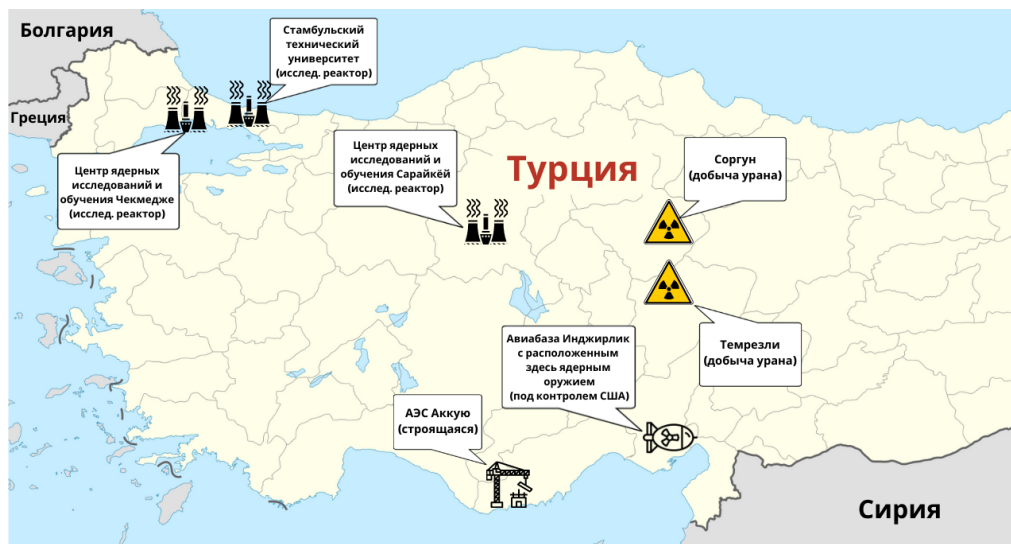 Болгария
Стамбульский
технический
университет
(исслед. реактор)
Греция
Центр ядерных
исследований и
обучения Чекмедже
(исслед. реактор)
Центр ядерных
исследований и
обучения Сарайкёй
(исслед. реактор)
Турция
Соргун
(добыча урана)
Темрезли
(добыча урана)
Авиабаза Инджирлик
с расположенным
здесь ядерным
оружием
(под контролем США)
АЭС Аккую
(строящаяся)
Сирия